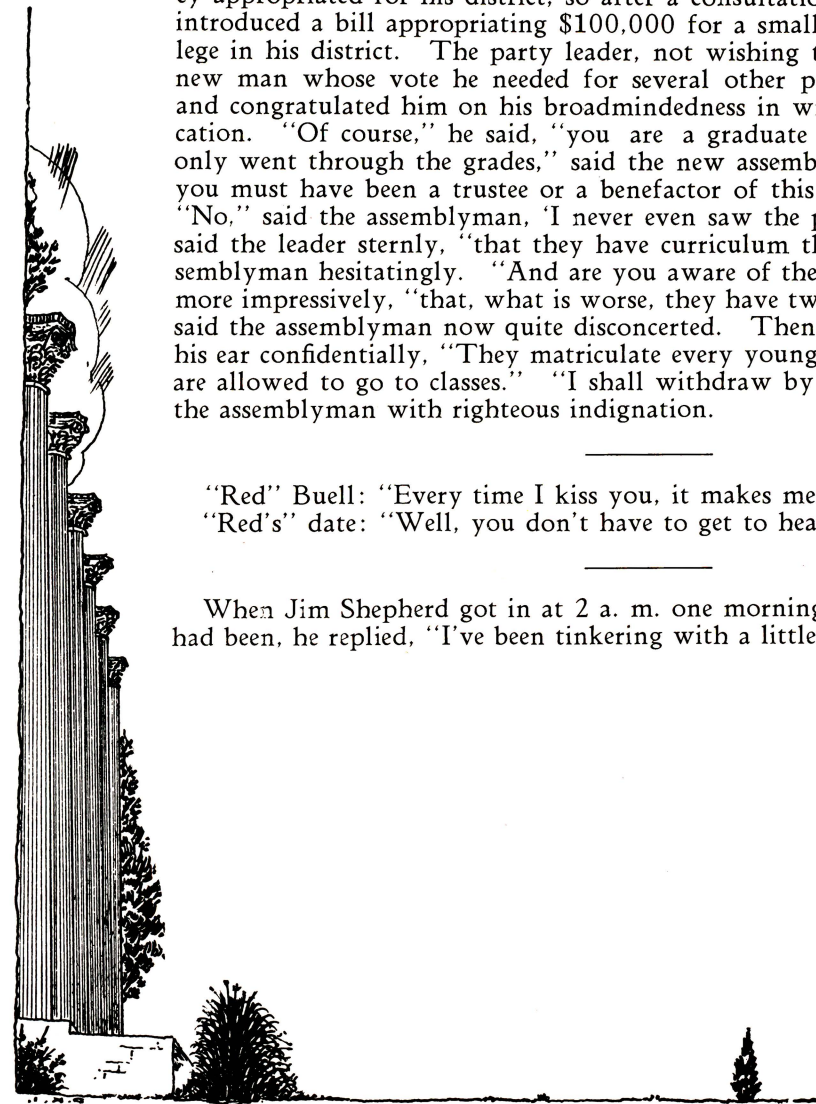 ey appropriated for his district, so after a consultatio
introduced a bill appropriating $100,000 for a small
lege in his district. The party leader, not wishing t
new man whose vote he needed for several other p
and congratulated him on his broadmindedness in w
cation. “Of course,” he said, “you are a graduate
only went through the grades,” said the new assemb
you must have been a trustee or a benefactor of this
“No,” said the assemblyman, ‘I never even saw the p
said the leader sternly, “that they have curriculum th
semblyman hesitatingly. “And are you aware of the
more impressively, “that, what is worse, they have tw
said the assemblyman now quite disconcerted. Then
his ear confidentially, “They matriculate every young
are allowed to go to classes.” “I shall withdraw by
the assemblyman with righteous indignation.
“Red” Buell: “Every time I kiss you, it makes me
“Red's” date: “Well, you don't have to get to hea
When Jim Shepherd got in at 2 a. m. one morning
had been, he replied, “I've been tinkering with a little